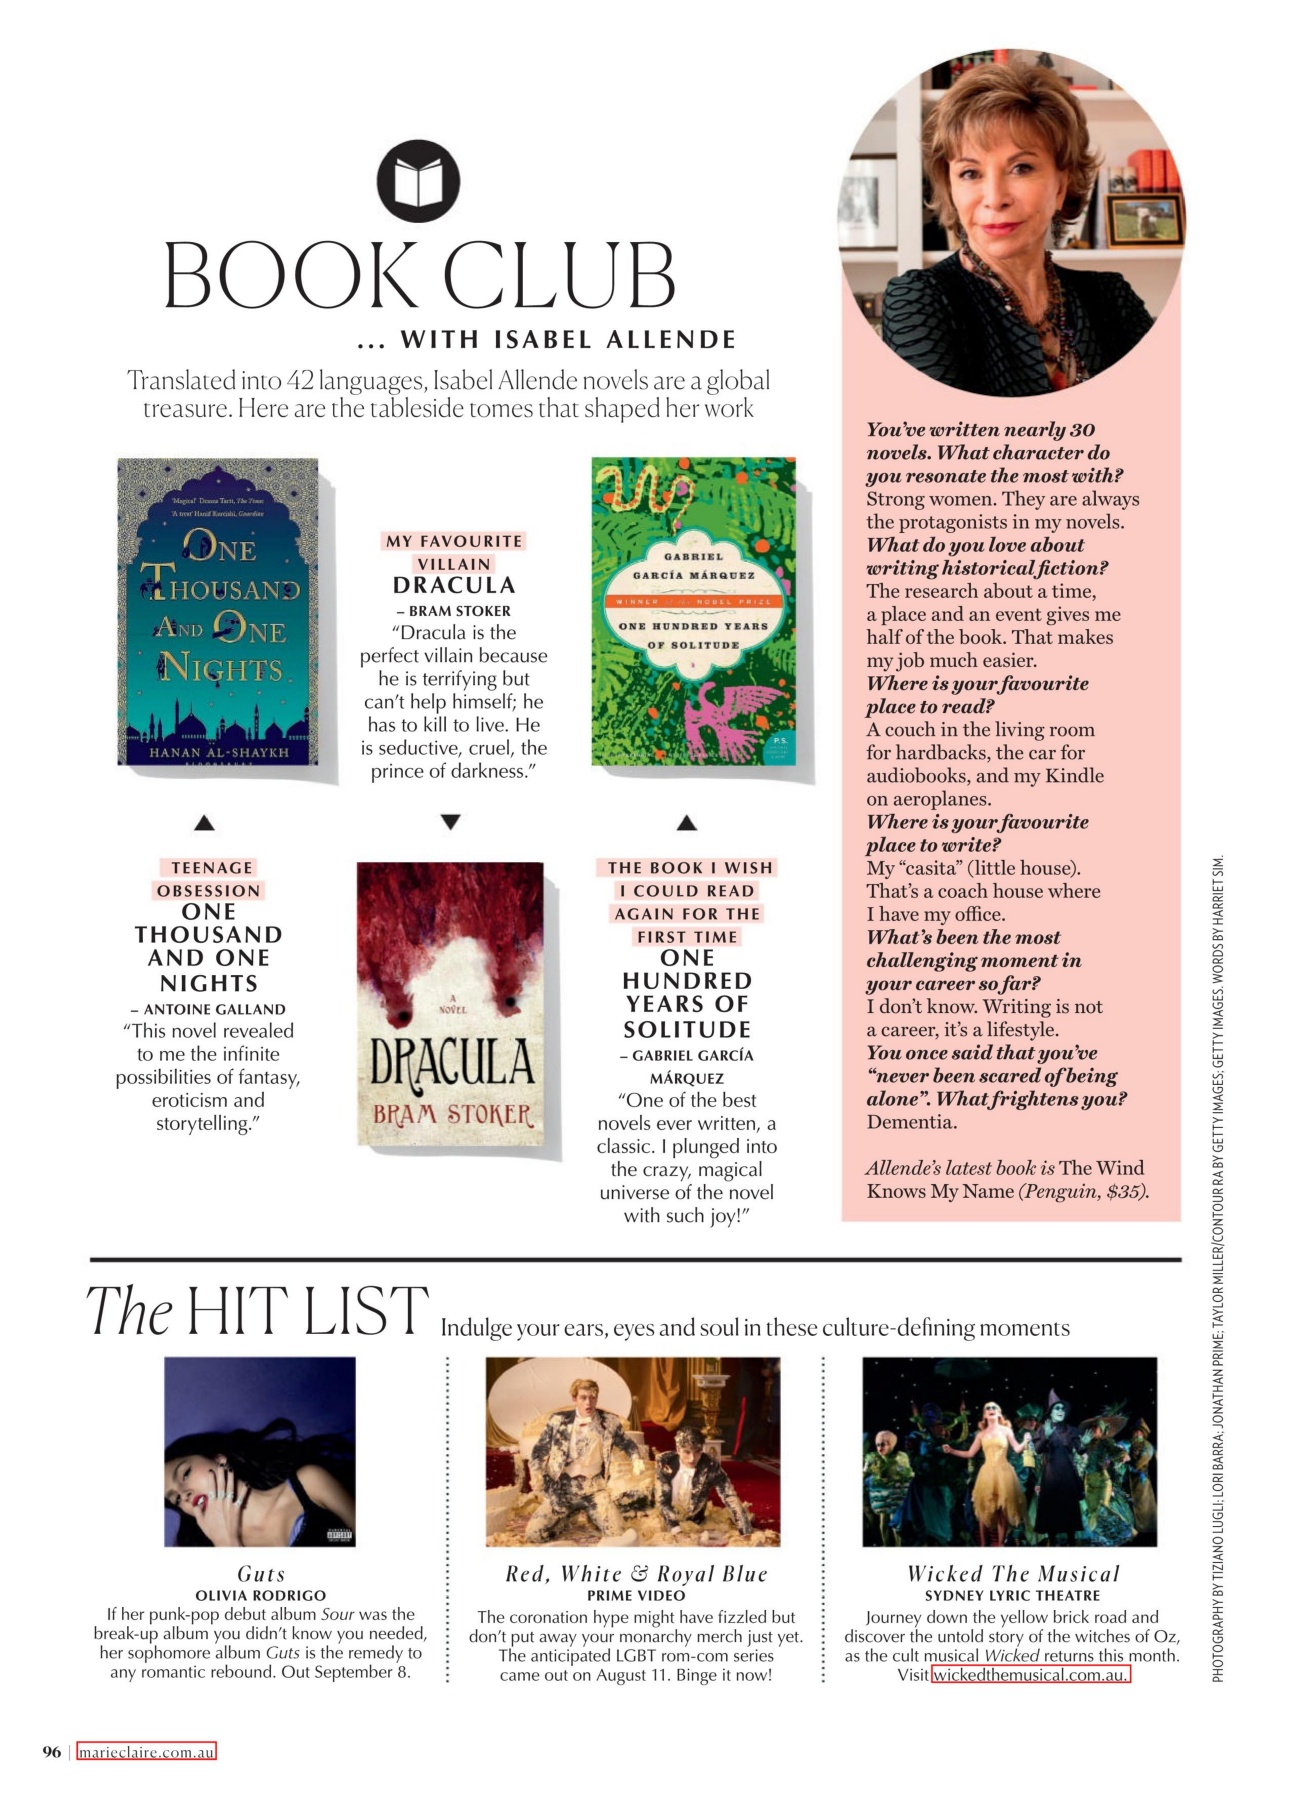 BOOK CLUB
... WITH ISABEL ALLENDE
Translated into 42 languages, Isabel Allende novels are a global
treasure. Here are the tableside tomes that shaped her work
'Magical' Donna Tartt, The Times
'A treat' Hanif Kureishi, Guardian
ONE
THOUSAND
AND ONE
NIGHTS
HANAN AL-SHAYKH
BLOOMSBURY
TEENAGE
OBSESSION
ONE
THOUSAND
AND ONE
NIGHTS
– ANTOINE GALLAND
“This novel revealed
to me the infinite
possibilities of fantasy,
eroticism and
storytelling.”
MY FAVOURITE
VILLAIN
DRACULA
– BRAM STOKER
“Dracula is the
perfect villain because
he is terrifying but
can’t help himself; he
has to kill to live. He
is seductive, cruel, the
prince of darkness.”
A
NOVEL
DRACULA
BRAM STOKER
GABRIEL
GARCÍA MÁRQUEZ
WINNER OF THE NOBEL PRIZE
ONE HUNDRED YEARS
OF SOLITUDE
P.S.
THE BOOK I WISH
I COULD READ
AGAIN FOR THE
FIRST TIME
ONE
HUNDRED
YEARS OF
SOLITUDE
– GABRIEL GARCÍA
MÁRQUEZ
“One of the best
novels ever written, a
classic. I plunged into
the crazy, magical
universe of the novel
with such joy!”
You’ve written nearly 30
novels. What character do
you resonate the most with?
Strong women. They are always
the protagonists in my novels.
What do you love about
writing historical fiction?
The research about a time,
a place and an event gives me
half of the book. That makes
my job much easier.
Where is your favourite
place to read?
A couch in the living room
for hardbacks, the car for
audiobooks, and my Kindle
on aeroplanes.
Where is your favourite
place to write?
My “casita” (little house).
That’s a coach house where
I have my office.
What’s been the most
challenging moment in
your career so far?
I don’t know. Writing is not
a career, it’s a lifestyle.
You once said that you’ve
“never been scared of being
alone”. What frightens you?
Dementia.
Allende’s latest book is The Wind
Knows My Name (Penguin, $35).
The HIT LIST
Indulge your ears, eyes and soul in these culture-defining moments
PARENTAL
ADVISORY
Guts
OLIVIA RODRIGO
If her punk-pop debut album Sour was the
break-up album you didn’t know you needed,
her sophomore album Guts is the remedy to
any romantic rebound. Out September 8.
Red, White & Royal Blue
PRIME VIDEO
The coronation hype might have fizzled but
don’t put away your monarchy merch just yet.
The anticipated LGBT rom-com series
came out on August 11. Binge it now!
Wicked The Musical
SYDNEY LYRIC THEATRE
Journey down the yellow brick road and
discover the untold story of the witches of Oz,
as the cult musical Wicked returns this month.
Visit wickedthemusical.com.au.
PHOTOGRAPHY BY TIZIANO LUGLI; LORI BARRA; JONATHAN PRIME; TAYLOR MILLER/CONTOUR RA BY GETTY IMAGES; GETTY IMAGES. WORDS BY HARRIET SIM.
96 | marieclaire.com.au